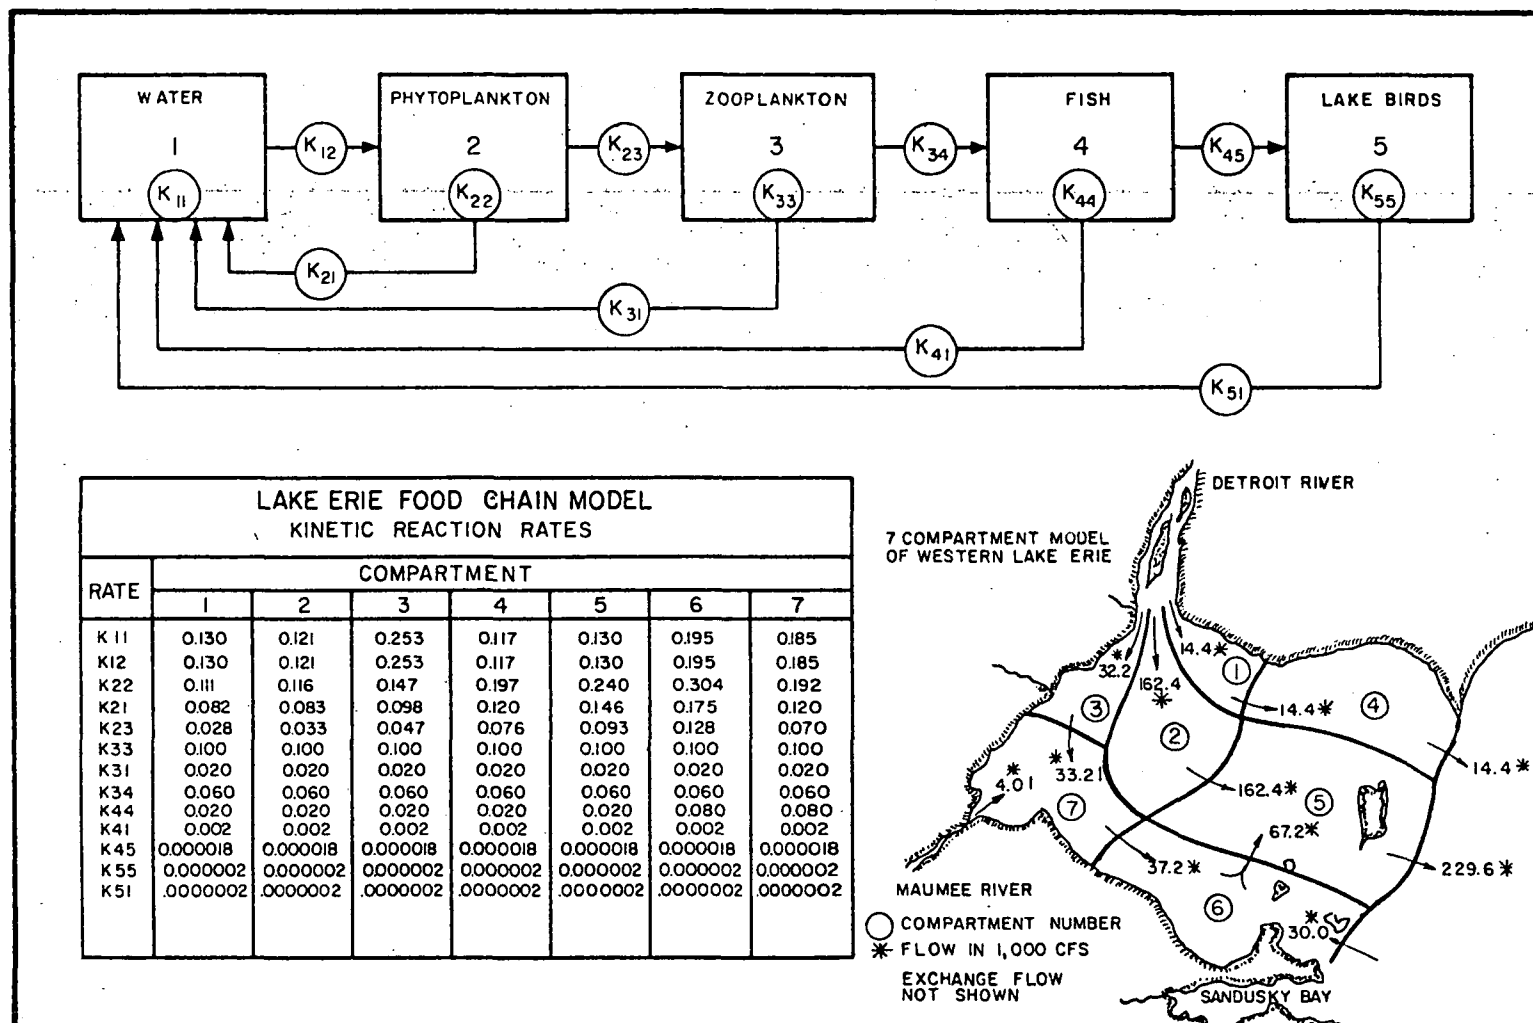 WATER
1
K11
K12
PHYTOPLANKTON
2
K22
K23
ZOOPLANKTON
3
K33
K34
FISH
4
K44
K45
LAKE BIRDS
5
K55
K21
K31
K41
K51
LAKE ERIE FOOD CHAIN MODEL
KINETIC REACTION RATES
RATE COMPARTMENT
1 2 3 4 5 6 7
K11 0.130 0.121 0.253 0.117 0.130 0.195 0.185
K12 0.130 0.121 0.253 0.117 0.130 0.195 0.185
K22 0.111 0.116 0.147 0.197 0.240 0.304 0.192
K21 0.082 0.083 0.098 0.120 0.146 0.175 0.120
K23 0.028 0.033 0.047 0.076 0.093 0.128 0.070
K33 0.100 0.100 0.100 0.100 0.100 0.100 0.100
K31 0.020 0.020 0.020 0.020 0.020 0.020 0.020
K34 0.060 0.060 0.060 0.060 0.060 0.060 0.060
K44 0.020 0.020 0.020 0.020 0.020 0.080 0.080
K41 0.002 0.002 0.002 0.002 0.002 0.002 0.002
K45 0.000018 0.000018 0.000018 0.000018 0.000018 0.000018 0.000018
K55 0.000002 0.000002 0.000002 0.000002 0.000002 0.000002 0.000002
K51 .0000002 .0000002 .0000002 .0000002 .0000002 .0000002 .0000002
DETROIT RIVER
7 COMPARTMENT MODEL
OF WESTERN LAKE ERIE
32.2*
162.4*
14.4*
1
14.4*
4
3
2
14.4*
33.21*
4.01*
162.4*
5
7
67.2*
37.2*
229.6*
MAUMEE RIVER
6
30.0*
COMPARTMENT NUMBER
* FLOW IN 1,000 CFS
EXCHANGE FLOW
NOT SHOWN
SANDUSKY BAY